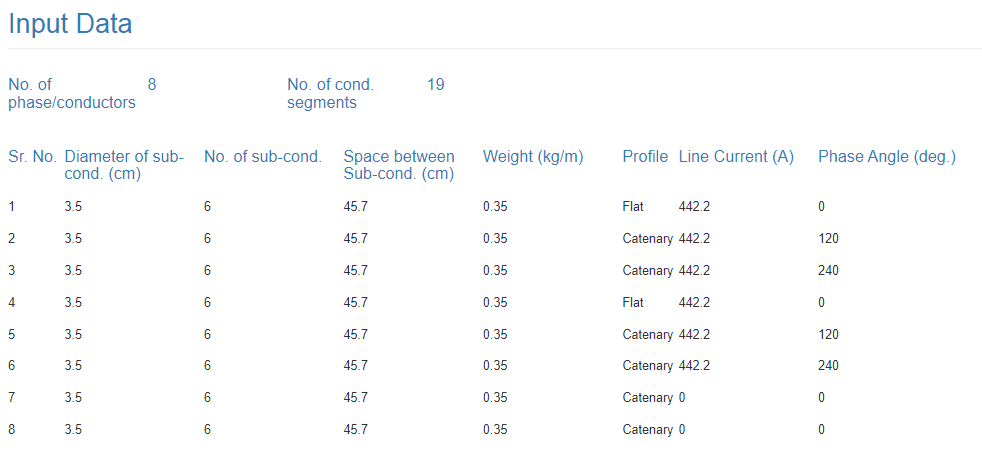 Input Data
No. of phase/conductors 8 No. of cond. segments 19
Sr. No. Diameter of sub-cond. (cm) No. of sub-cond. Space between Sub-cond. (cm) Weight (kg/m) Profile Line Current (A) Phase Angle (deg.)
1 3.5 6 45.7 0.35 Flat 442.2 0
2 3.5 6 45.7 0.35 Catenary 442.2 120
3 3.5 6 45.7 0.35 Catenary 442.2 240
4 3.5 6 45.7 0.35 Flat 442.2 0
5 3.5 6 45.7 0.35 Catenary 442.2 120
6 3.5 6 45.7 0.35 Catenary 442.2 240
7 3.5 6 45.7 0.35 Catenary 0 0
8 3.5 6 45.7 0.35 Catenary 0 0